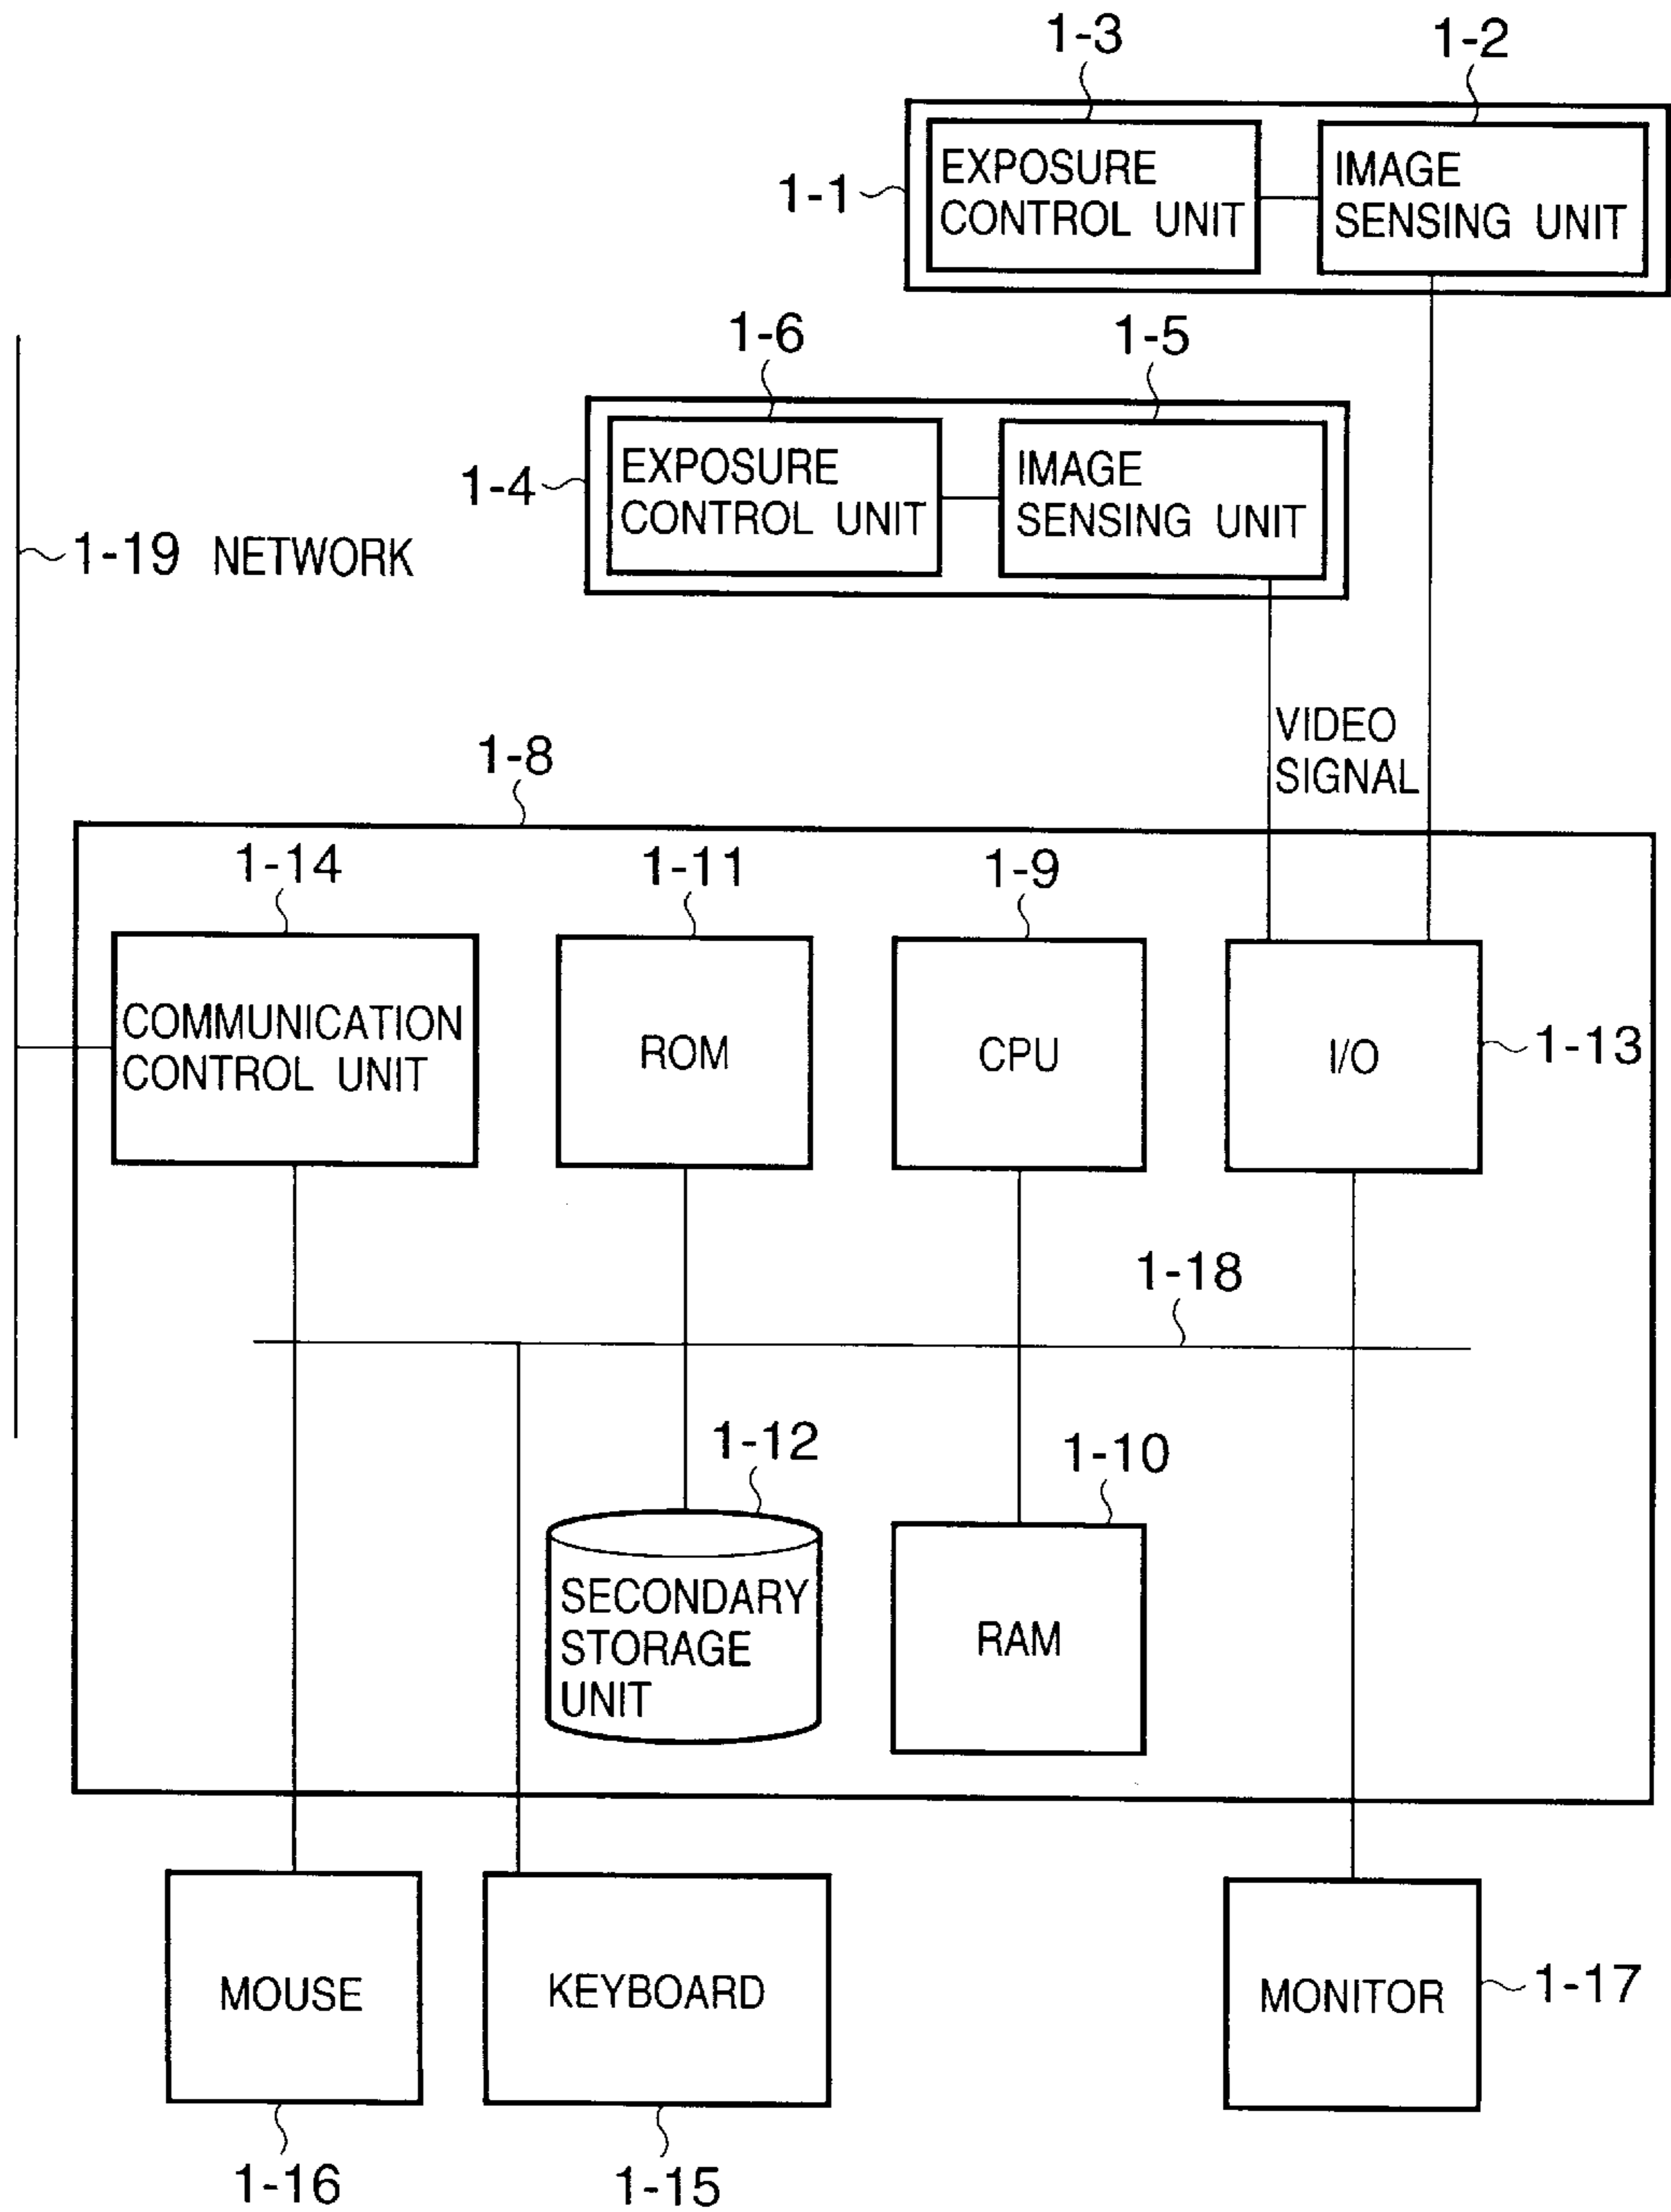 1-3
1-2
EXPOSURE
CONTROL UNIT
IMAGE
SENSING UNIT
1-1
1-6
1-5
EXPOSURE
CONTROL UNIT
IMAGE
SENSING UNIT
1-4
1-19 NETWORK
VIDEO
SIGNAL
1-8
1-14
1-11
1-9
COMMUNICATION
CONTROL UNIT
ROM
CPU
I/O
1-13
1-18
1-12
1-10
SECONDARY
STORAGE
UNIT
RAM
MOUSE
KEYBOARD
MONITOR
1-17
1-16
1-15